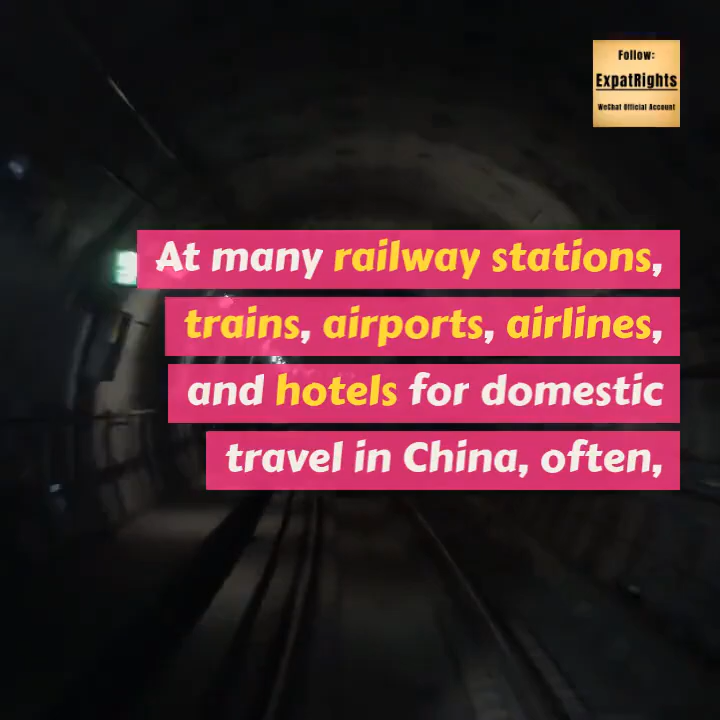 Follow:
ExpatRights
WeChat Official Account
At many railway stations,
trains, airports, airlines,
and hotels for domestic
travel in China, often,